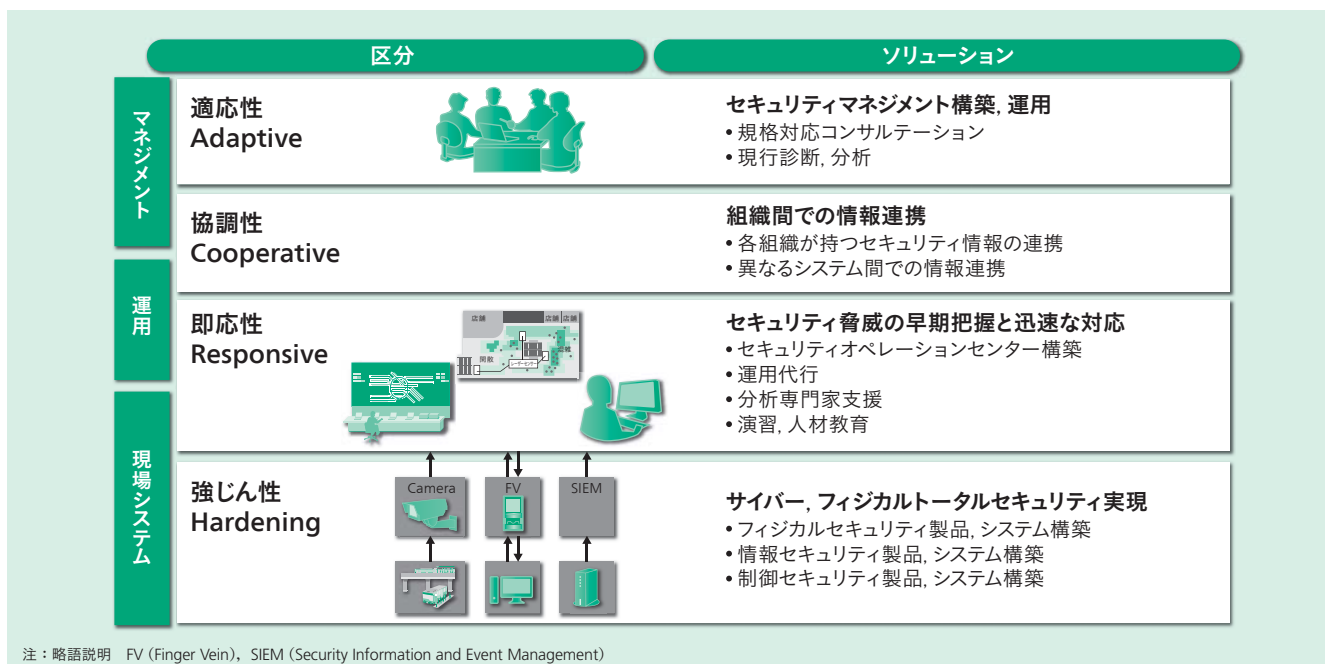 区分
ソリューション
マネジメント
適応性
Adaptive
セキュリティマネジメント構築, 運用
• 規格対応コンサルテーション
• 現行診断, 分析
協調性
Cooperative
組織間での情報連携
• 各組織が持つセキュリティ情報の連携
• 異なるシステム間での情報連携
運用
即応性
Responsive
店舗
店舗 店舗
閑散
セキュリティ脅威の早期把握と迅速な対応
• セキュリティオペレーションセンター構築
• 運用代行
• 分析専門家支援
• 演習, 人材教育
現場システム
強じん性
Hardening
Camera
FV
SIEM
サイバー, フィジカルトータルセキュリティ実現
• フィジカルセキュリティ製品, システム構築
• 情報セキュリティ製品, システム構築
• 制御セキュリティ製品, システム構築
注：略語説明 FV（Finger Vein），SIEM（Security Information and Event Management）